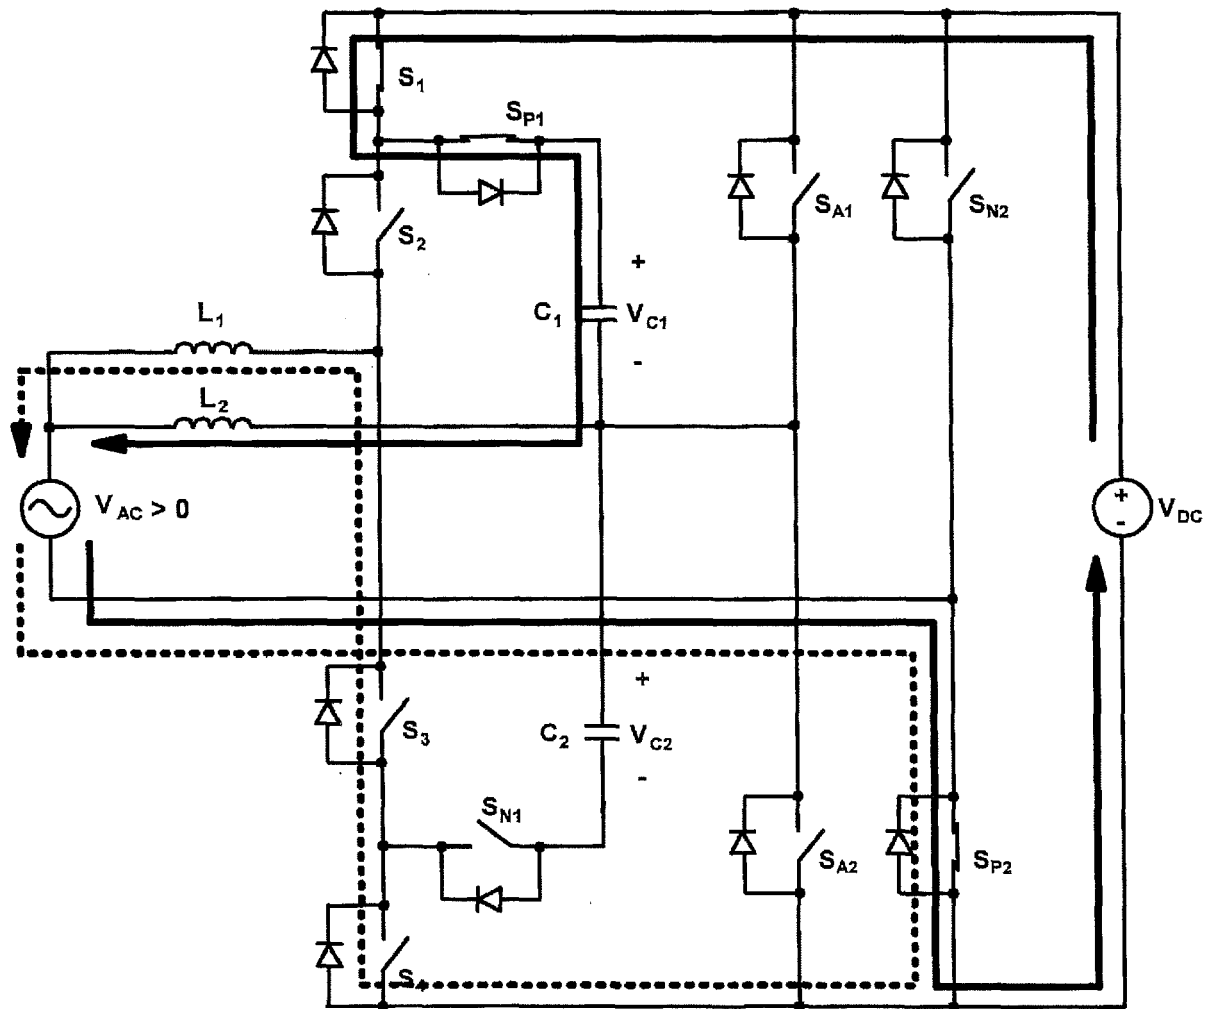 S1
SP1
S2
SA1
SN2
+
C1
VC1
-
L1
L2
VAC > 0
+
-
VDC
S3
+
C2
VC2
-
SN1
SA2
SP2
S4